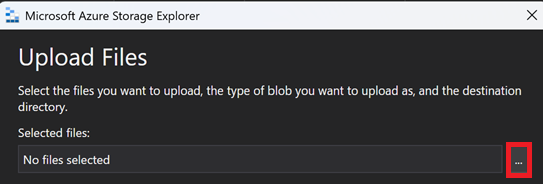 Microsoft Azure Storage Explorer
Upload Files
Select the files you want to upload, the type of blob you want to upload as, and the destination
directory.
Selected files:
No files selected
...